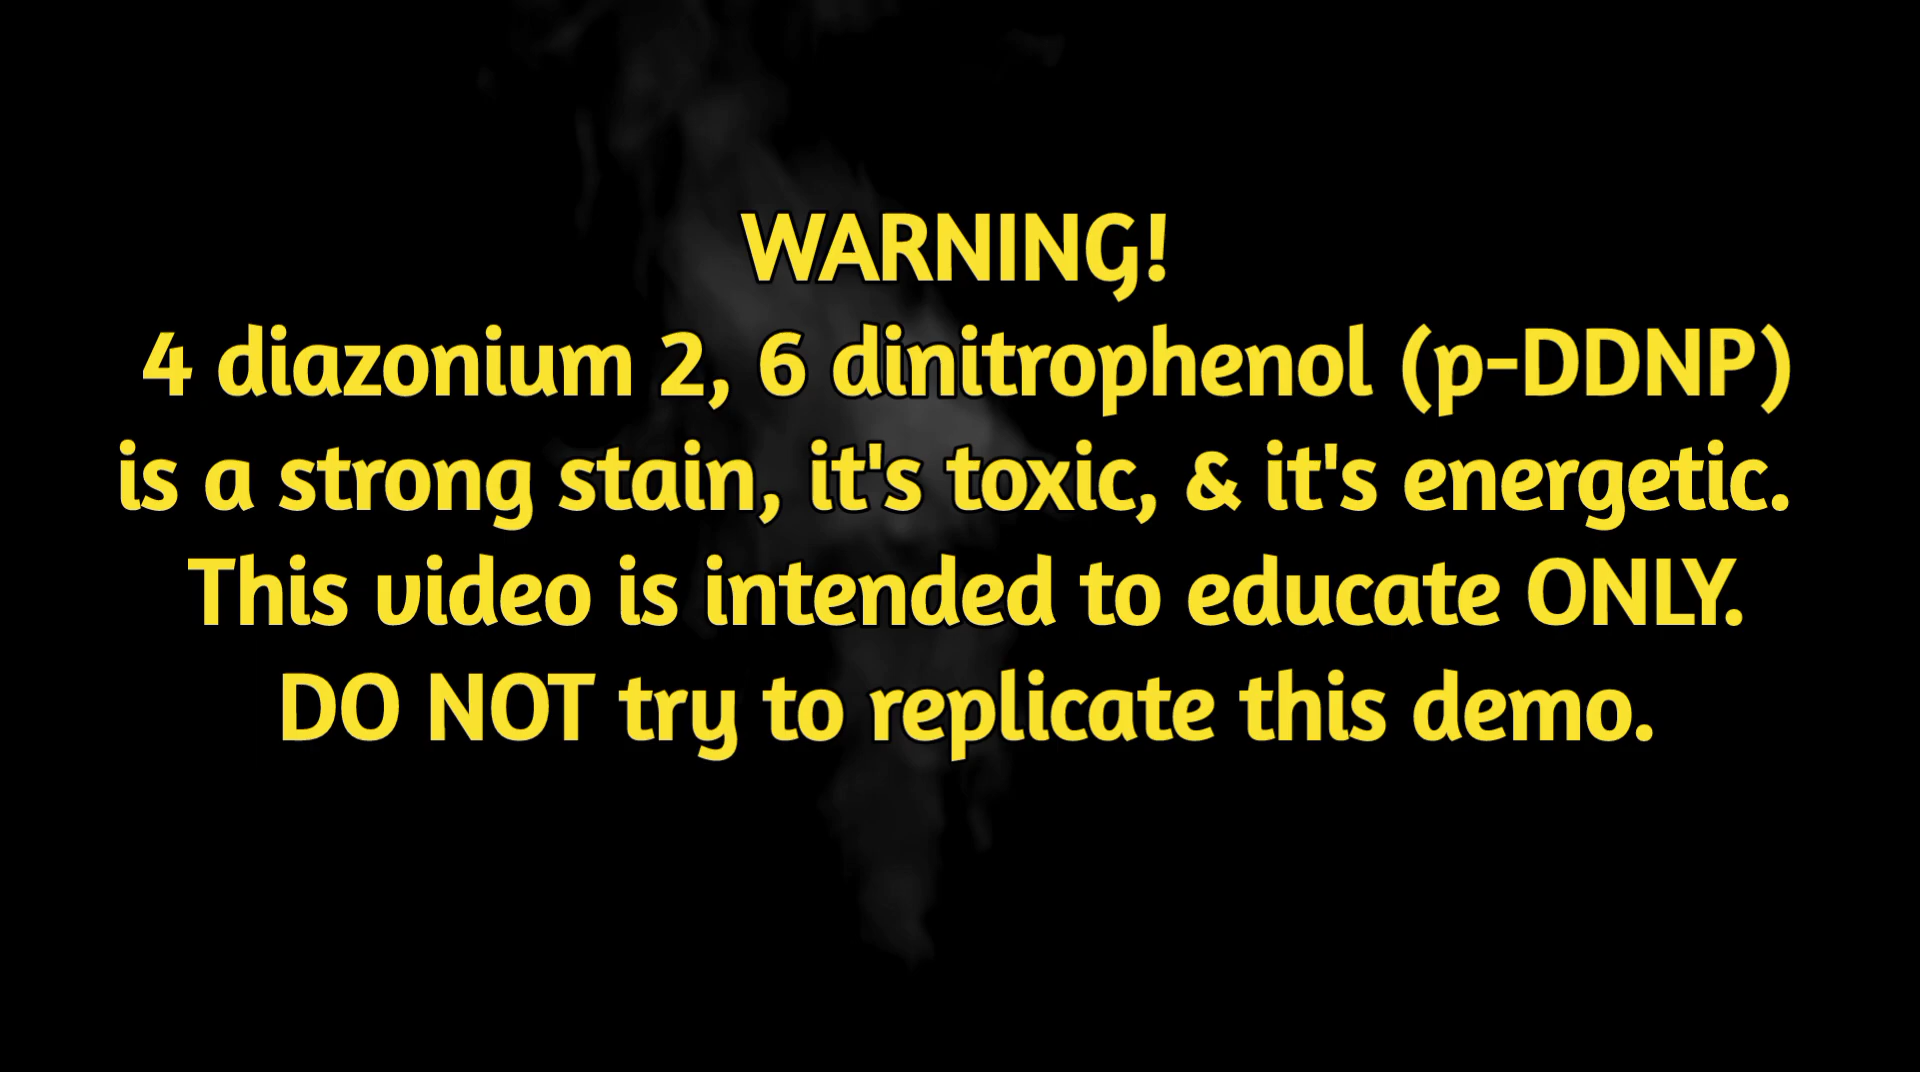 WARNING!
4 diazonium 2, 6 dinitrophenol (p-DDNP)
is a strong stain, it's toxic, & it's energetic.
This video is intended to educate ONLY.
DO NOT try to replicate this demo.